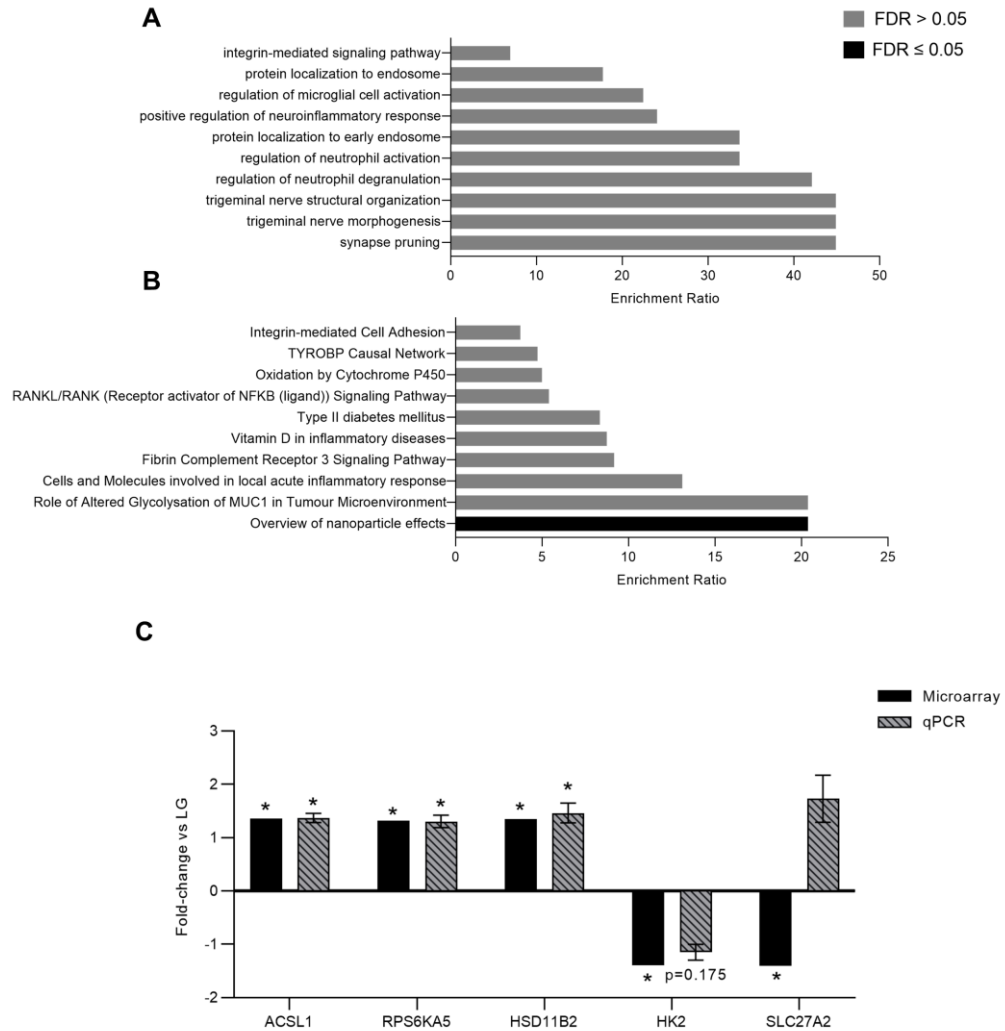 A
FDR > 0.05
FDR ≤ 0.05
integrin-mediated signaling pathway
protein localization to endosome
regulation of microglial cell activation
positive regulation of neuroinflammatory response
protein localization to early endosome
regulation of neutrophil activation
regulation of neutrophil degranulation
trigeminal nerve structural organization
trigeminal nerve morphogenesis
synapse pruning
0 10 20 30 40 50
Enrichment Ratio
B
Integrin-mediated Cell Adhesion
TYROBP Causal Network
Oxidation by Cytochrome P450
RANKL/RANK (Receptor activator of NFKB (ligand)) Signaling Pathway
Type II diabetes mellitus
Vitamin D in inflammatory diseases
Fibrin Complement Receptor 3 Signaling Pathway
Cells and Molecules involved in local acute inflammatory response
Role of Altered Glycolysation of MUC1 in Tumour Microenvironment
Overview of nanoparticle effects
0 5 10 15 20 25
Enrichment Ratio
C
Microarray
qPCR
Fold-change vs LG
3
2
1
0
-1
-2
* * * * * *
* p=0.175 *
ACSL1 RPS6KA5 HSD11B2 HK2 SLC27A2